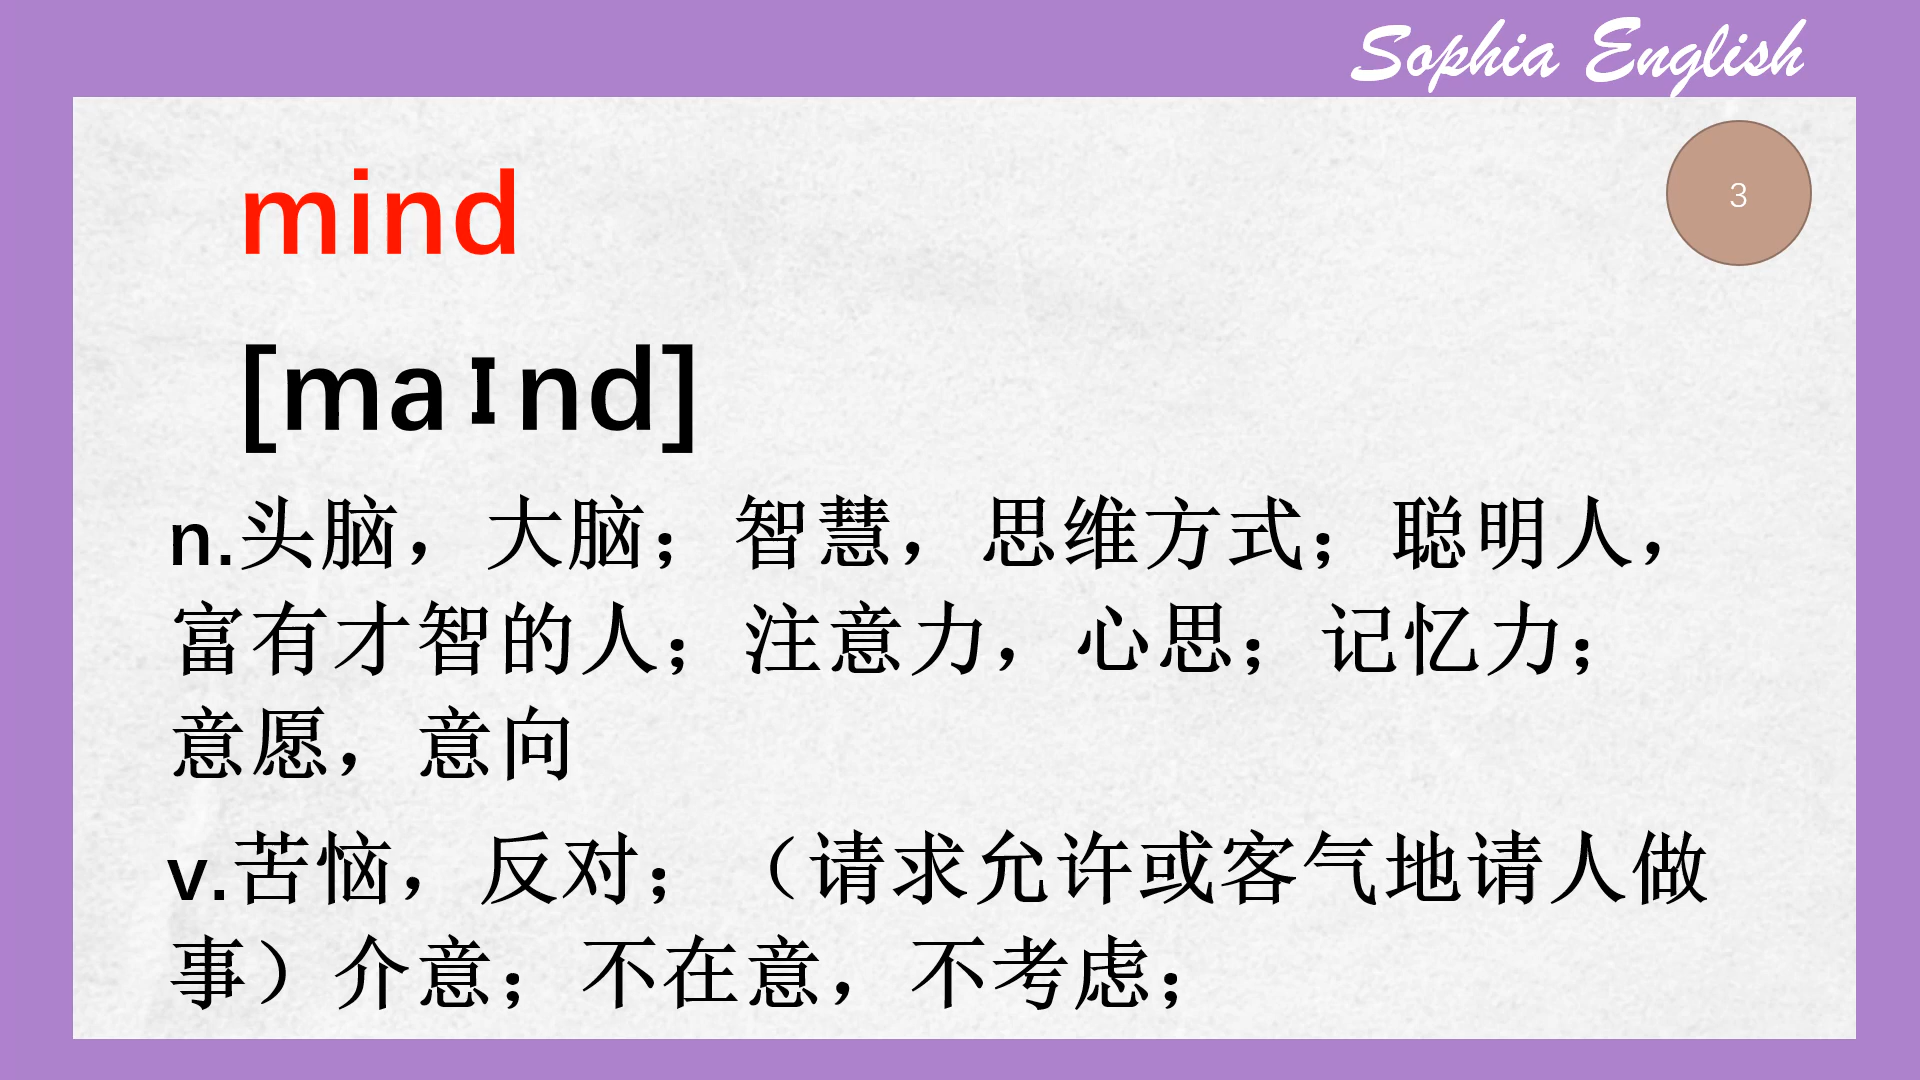 Sophia English
3
mind
[maɪnd]
n.头脑，大脑；智慧，思维方式；聪明人，
富有才智的人；注意力，心思；记忆力；
意愿，意向
v.苦恼，反对；（请求允许或客气地请人做
事）介意；不在意，不考虑；